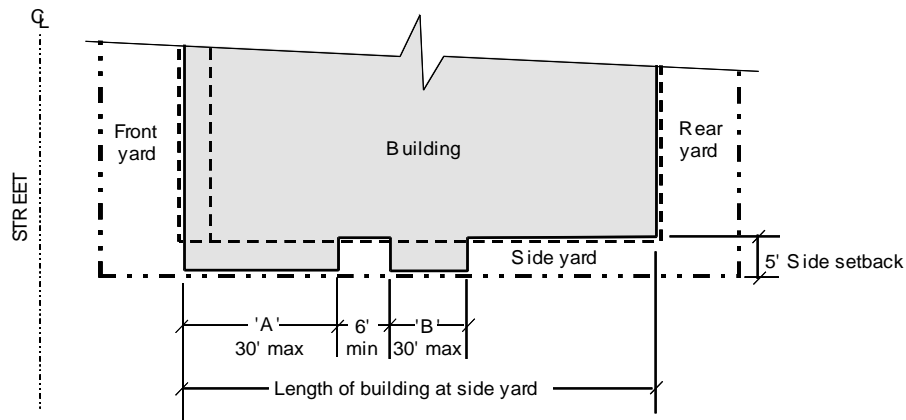 ℄
STREET
Front
yard
Building
Rear
yard
Side yard
5' Side setback
'A'
30' max
6'
min
'B'
30' max
Length of building at side yard